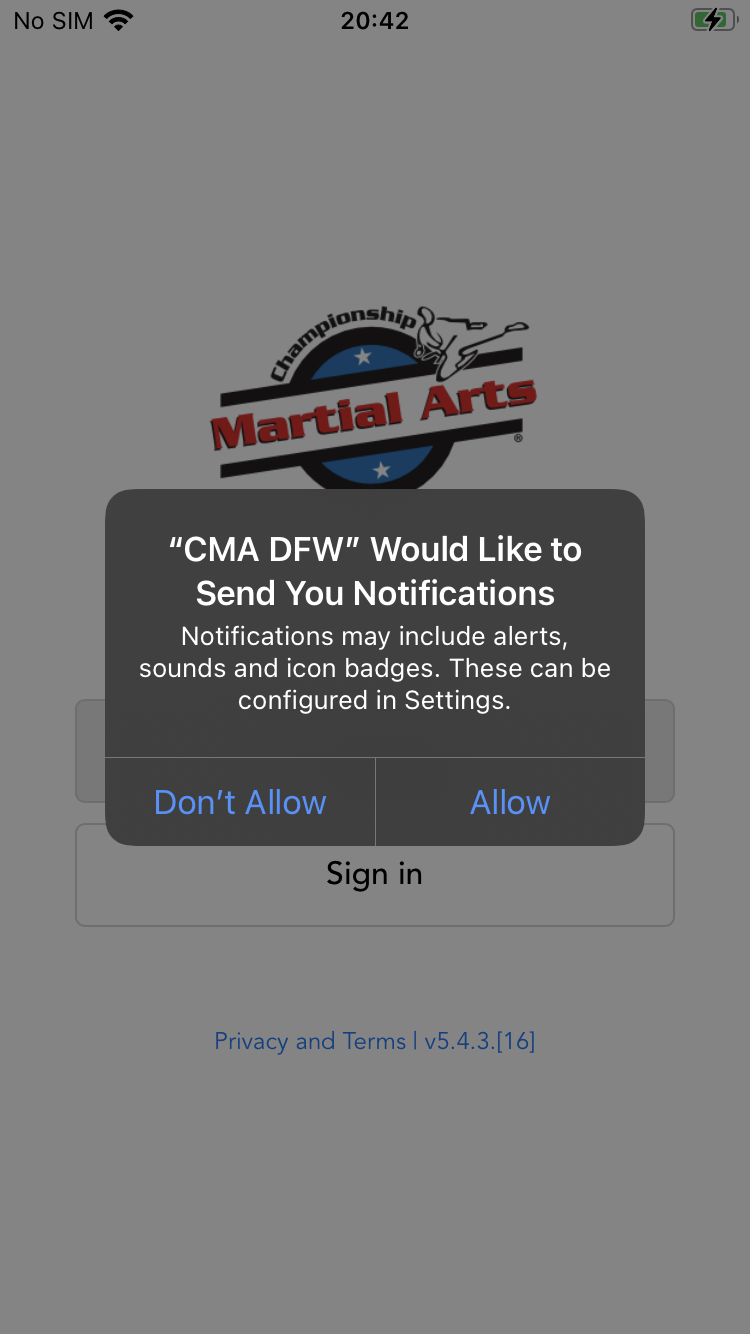 No SIM
20:42
Championship
Martial Arts
®
“CMA DFW” Would Like to
Send You Notifications
Notifications may include alerts,
sounds and icon badges. These can be
configured in Settings.
Don’t Allow
Allow
Sign in
Privacy and Terms | v5.4.3.[16]